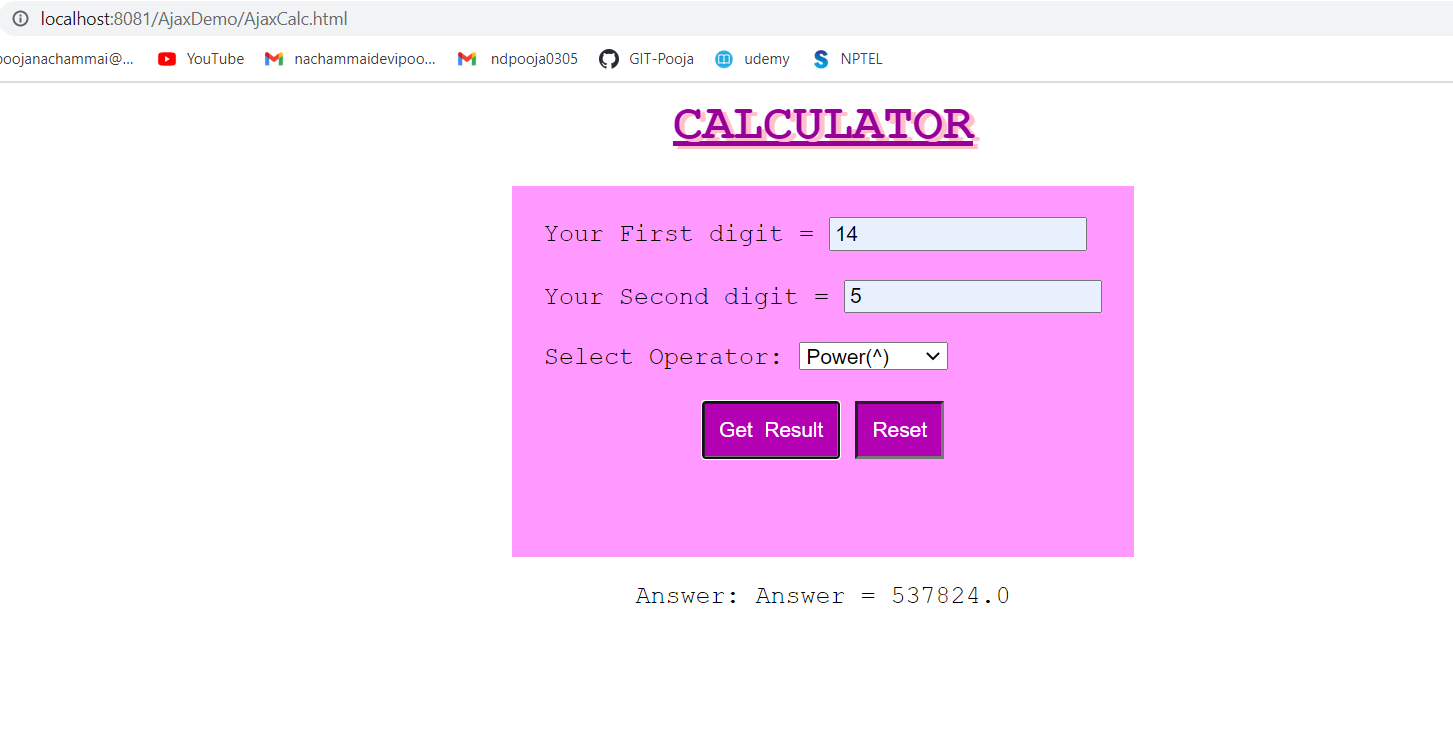 localhost:8081/AjaxDemo/AjaxCalc.html
poojanachammai@... YouTube nachammaidevipoo... ndpooja0305 GIT-Pooja udemy NPTEL
CALCULATOR
Your First digit = 14
Your Second digit = 5
Select Operator: Power(^)
Get Result Reset
Answer: Answer = 537824.0